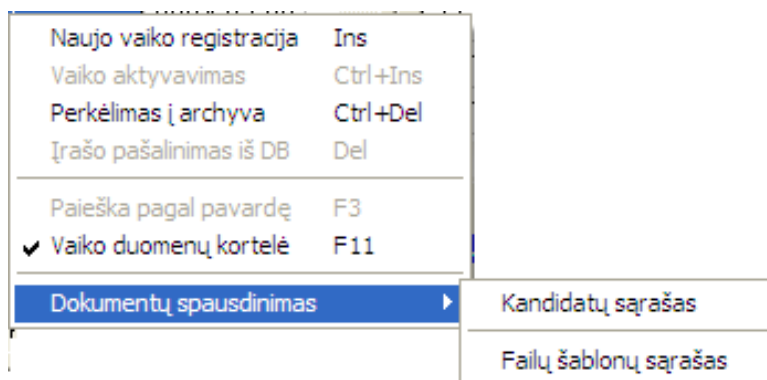 Naujo vaiko registracija Ins
Vaiko aktyvavimas Ctrl+Ins
Perkėlimas į archyva Ctrl+Del
Įrašo pašalinimas iš DB Del
Paieška pagal pavardę F3
Vaiko duomenų kortelė F11
Dokumentų spausdinimas
Kandidatų sąrašas
Failų šablonų sąrašas